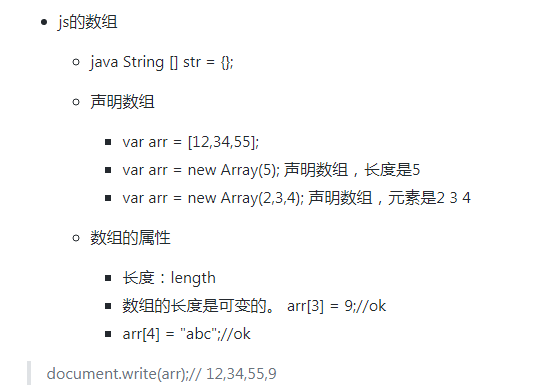 js的数组
java String [] str = {};
声明数组
var arr = [12,34,55];
var arr = new Array(5); 声明数组，长度是5
var arr = new Array(2,3,4); 声明数组，元素是2 3 4
数组的属性
长度：length
数组的长度是可变的。 arr[3] = 9;//ok
arr[4] = "abc";//ok
document.write(arr);// 12,34,55,9